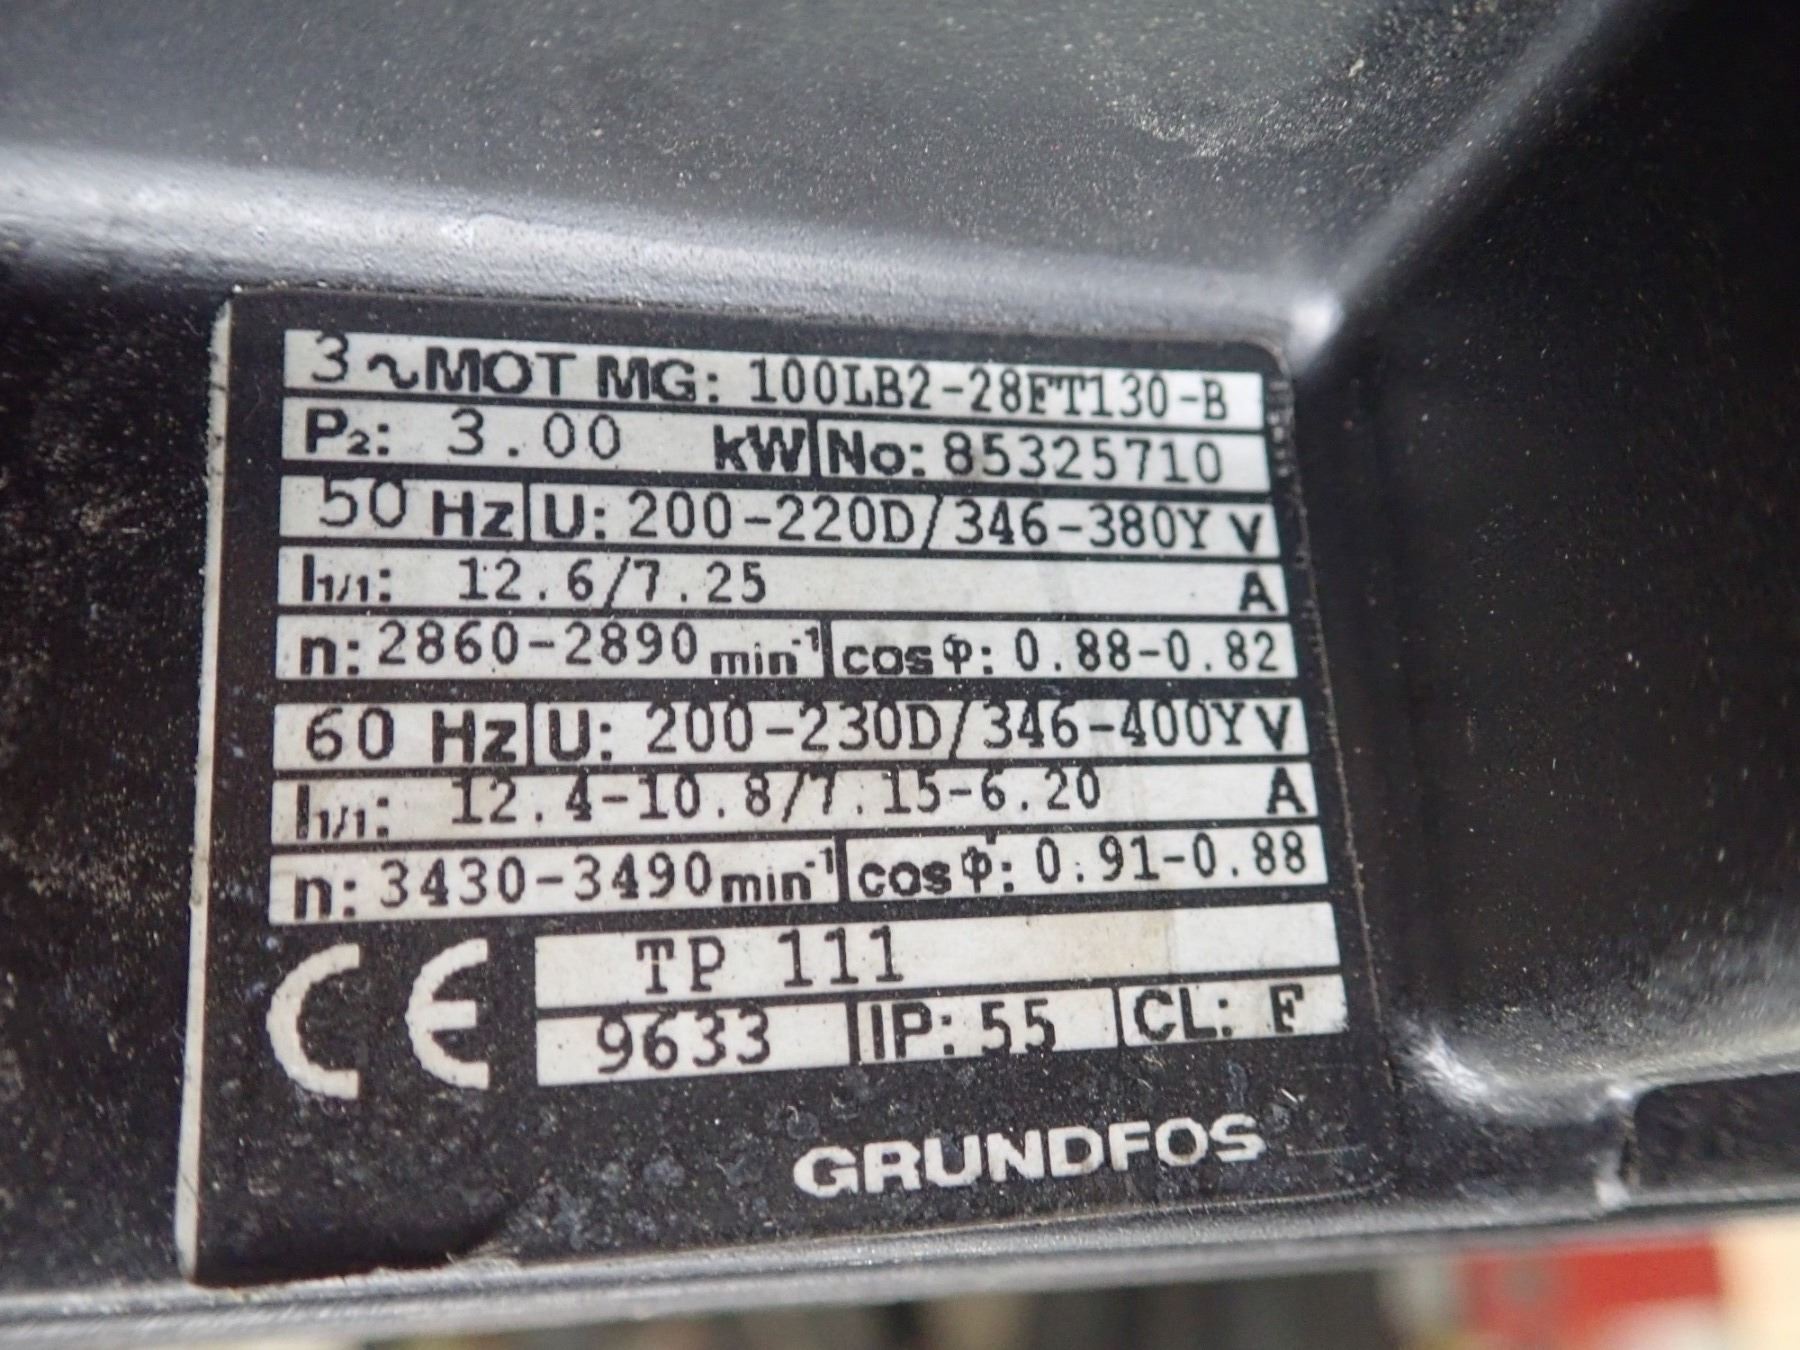 3~MOT MG: 100LB2-28FT130-B
P2: 3.00 kW No: 85325710
50 Hz U: 200-220D/346-380Y V
I1/1: 12.6/7.25 A
n: 2860-2890 min-1 cos φ: 0.88-0.82
60 Hz U: 200-230D/346-400Y V
I1/1: 12.4-10.8/7.15-6.20 A
n: 3430-3490 min-1 cos φ: 0.91-0.88
CE TP 111
9633 IP: 55 CL: F
GRUNDFOS